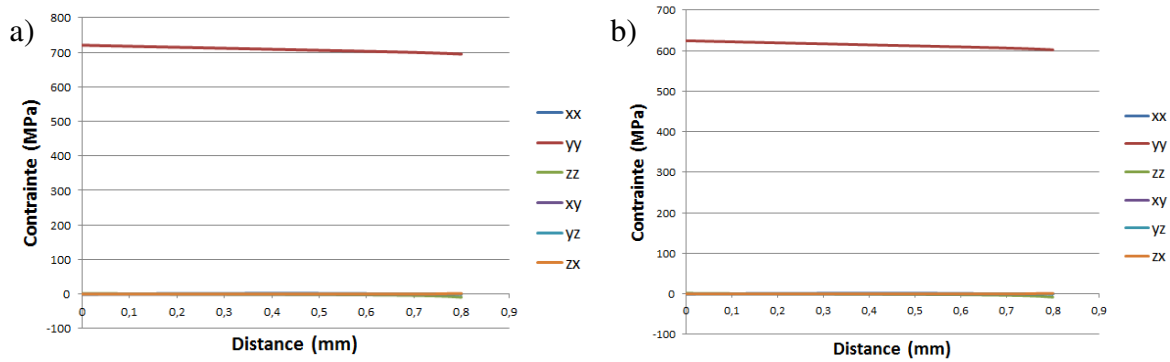 a)
Contrainte (MPa)
800
700
600
500
400
300
200
100
0
-100
0 0,1 0,2 0,3 0,4 0,5 0,6 0,7 0,8 0,9
Distance (mm)
xx
yy
zz
xy
yz
zx
b)
Contrainte (MPa)
700
600
500
400
300
200
100
0
-100
0 0,1 0,2 0,3 0,4 0,5 0,6 0,7 0,8 0,9
Distance (mm)
xx
yy
zz
xy
yz
zx